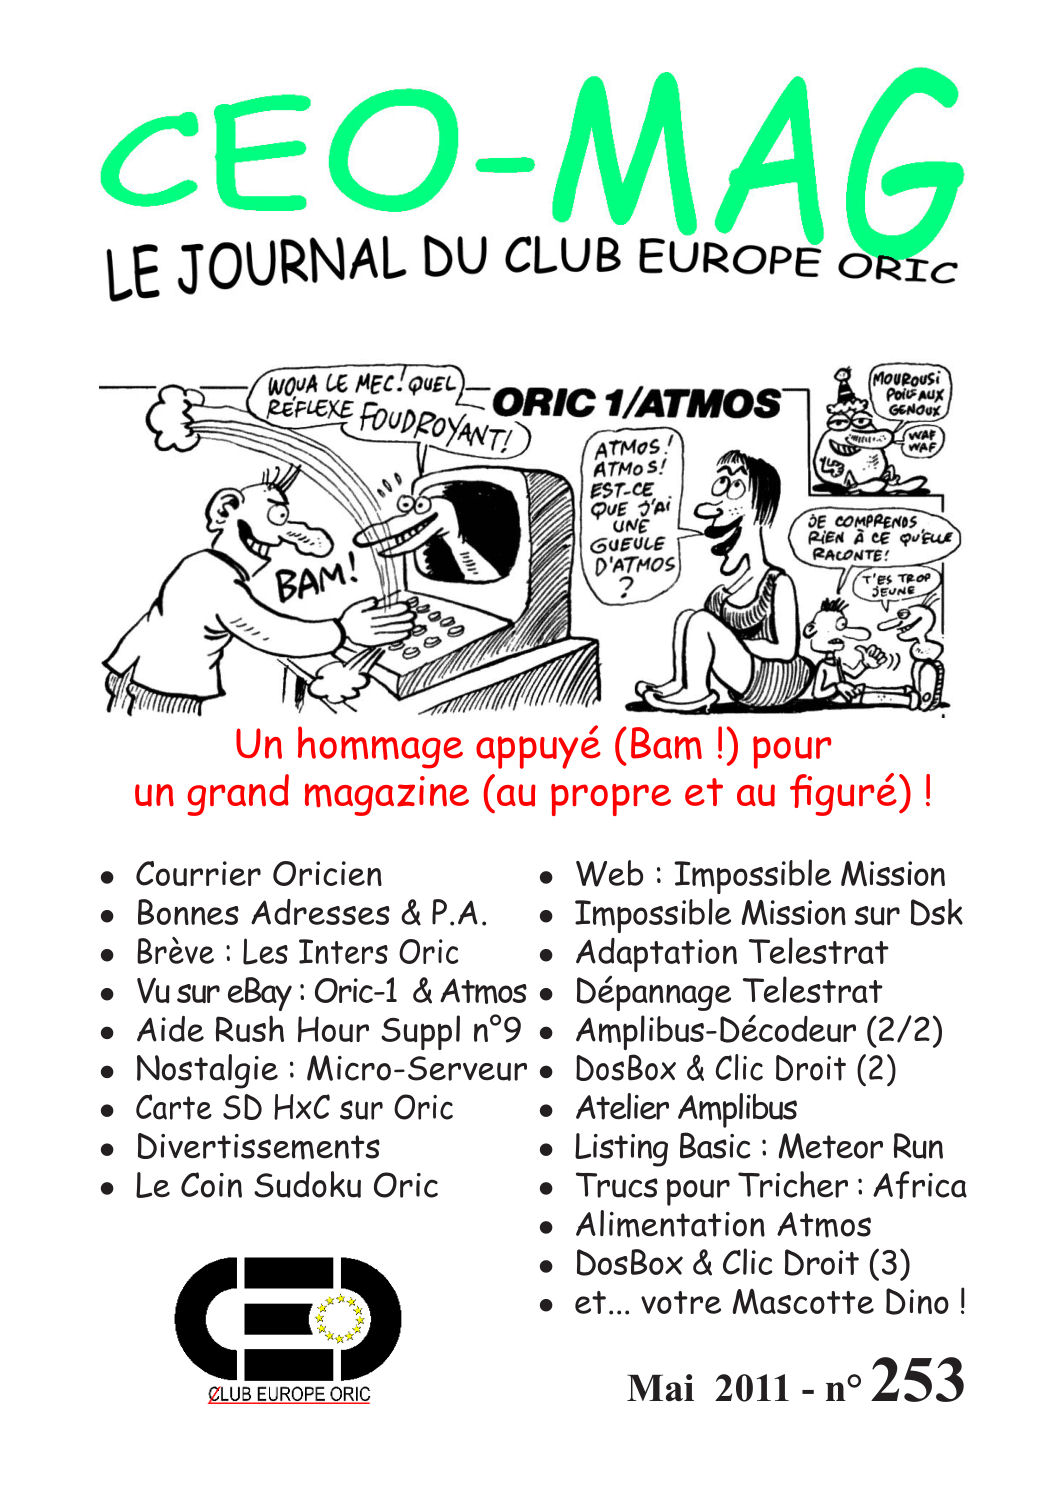 CEO-MAG
LE JOURNAL DU CLUB EUROPE ORIC
WOUA LE MEC! QUEL
RÉFLEXE FOUDROYANT!
ORIC 1/ATMOS
MOUROUSI
POIL AUX
GENOUX
WAF
WAF
ATMOS!
ATMOS!
EST-CE
QUE J'AI
UNE
GUEULE
D'ATMOS
?
JE COMPRENDS
RIEN À CE QU'ELLE
RACONTE!
T'ES TROP
JEUNE
BAM!
Un hommage appuyé (Bam !) pour
un grand magazine (au propre et au figuré) !
• Courrier Oricien
• Bonnes Adresses & P.A.
• Brève : Les Inters Oric
• Vu sur eBay : Oric-1 & Atmos
• Aide Rush Hour Suppl n°9
• Nostalgie : Micro-Serveur
• Carte SD HxC sur Oric
• Divertissements
• Le Coin Sudoku Oric
• Web : Impossible Mission
• Impossible Mission sur Dsk
• Adaptation Telestrat
• Dépannage Telestrat
• Amplibus-Décodeur (2/2)
• DosBox & Clic Droit (2)
• Atelier Amplibus
• Listing Basic : Meteor Run
• Trucs pour Tricher : Africa
• Alimentation Atmos
• DosBox & Clic Droit (3)
• et... votre Mascotte Dino !
CEO
CLUB EUROPE ORIC
Mai 2011 - n° 253